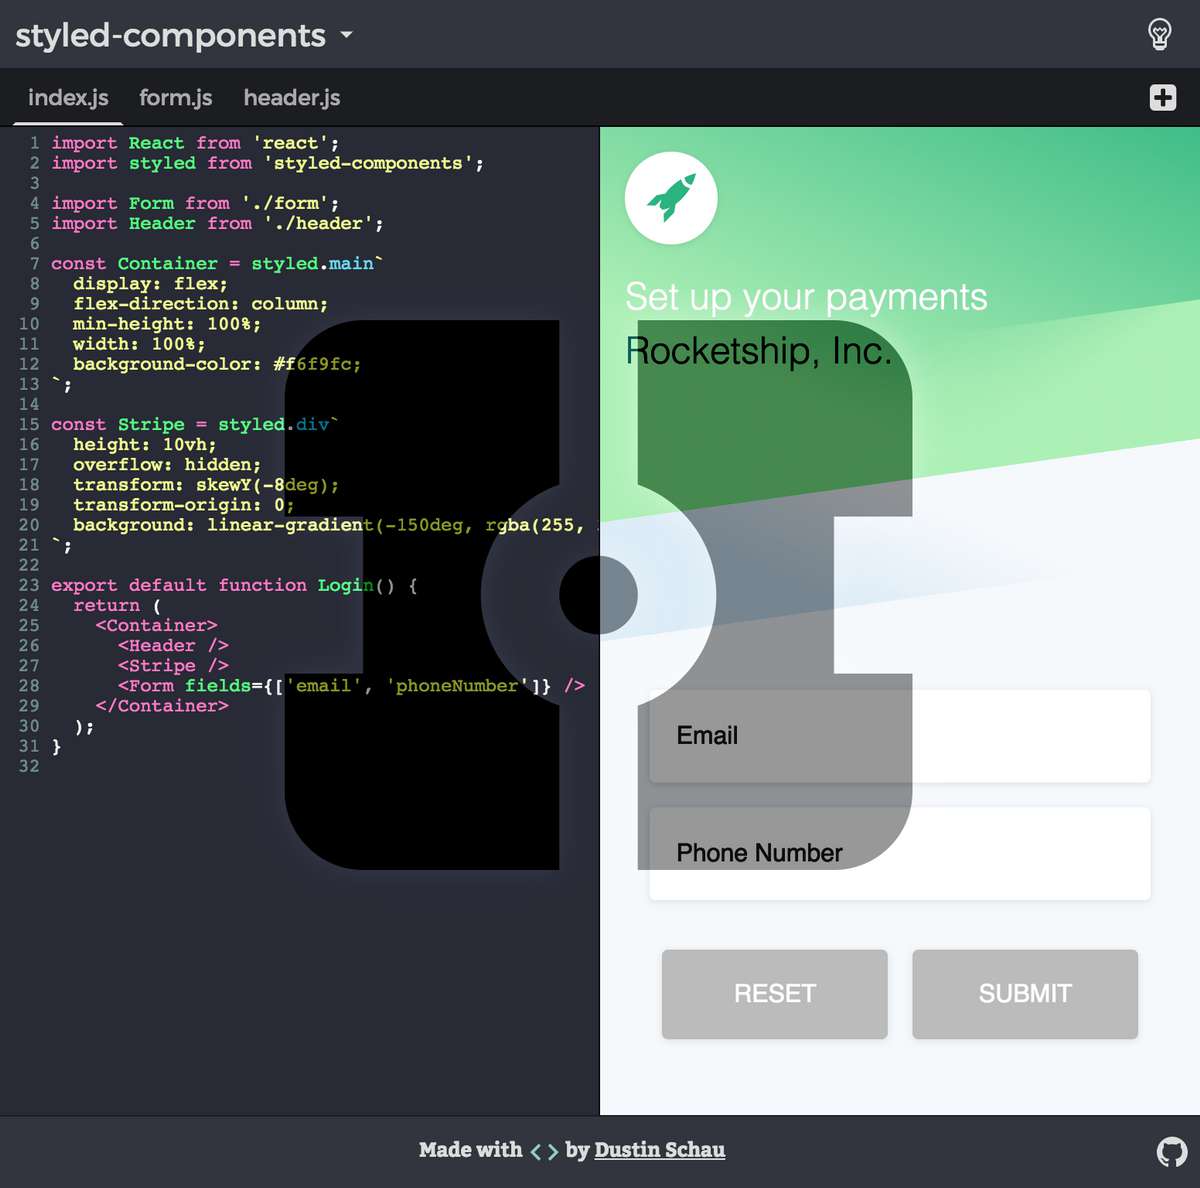 styled-components
index.js form.js header.js
1 import React from 'react';
2 import styled from 'styled-components';
3
4 import Form from './form';
5 import Header from './header';
6
7 const Container = styled.main`
8   display: flex;
9   flex-direction: column;
10   min-height: 100%;
11   width: 100%;
12   background-color: #f6f9fc;
13 `;
14
15 const Stripe = styled.div`
16   height: 10vh;
17   overflow: hidden;
18   transform: skewY(-8deg);
19   transform-origin: 0;
20   background: linear-gradient(-150deg, rgba(255,
21 `;
22
23 export default function Login() {
24   return (
25     <Container>
26       <Header />
27       <Stripe />
28       <Form fields={['email', 'phoneNumber']} />
29     </Container>
30   );
31 }
32
Set up your payments
Rocketship, Inc.
Email
Phone Number
RESET SUBMIT
Made with <> by Dustin Schau